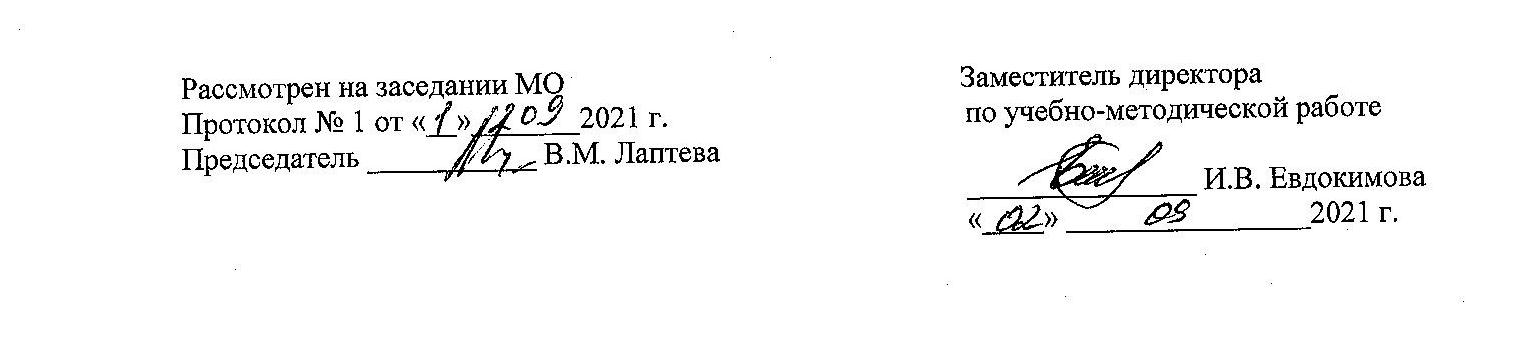 Рассмотрен на заседании МО
Протокол № 1 от «1» 09 2021 г.
Председатель В.М. Лаптева
Заместитель директора
по учебно-методической работе
И.В. Евдокимова
«02» 09 2021 г.